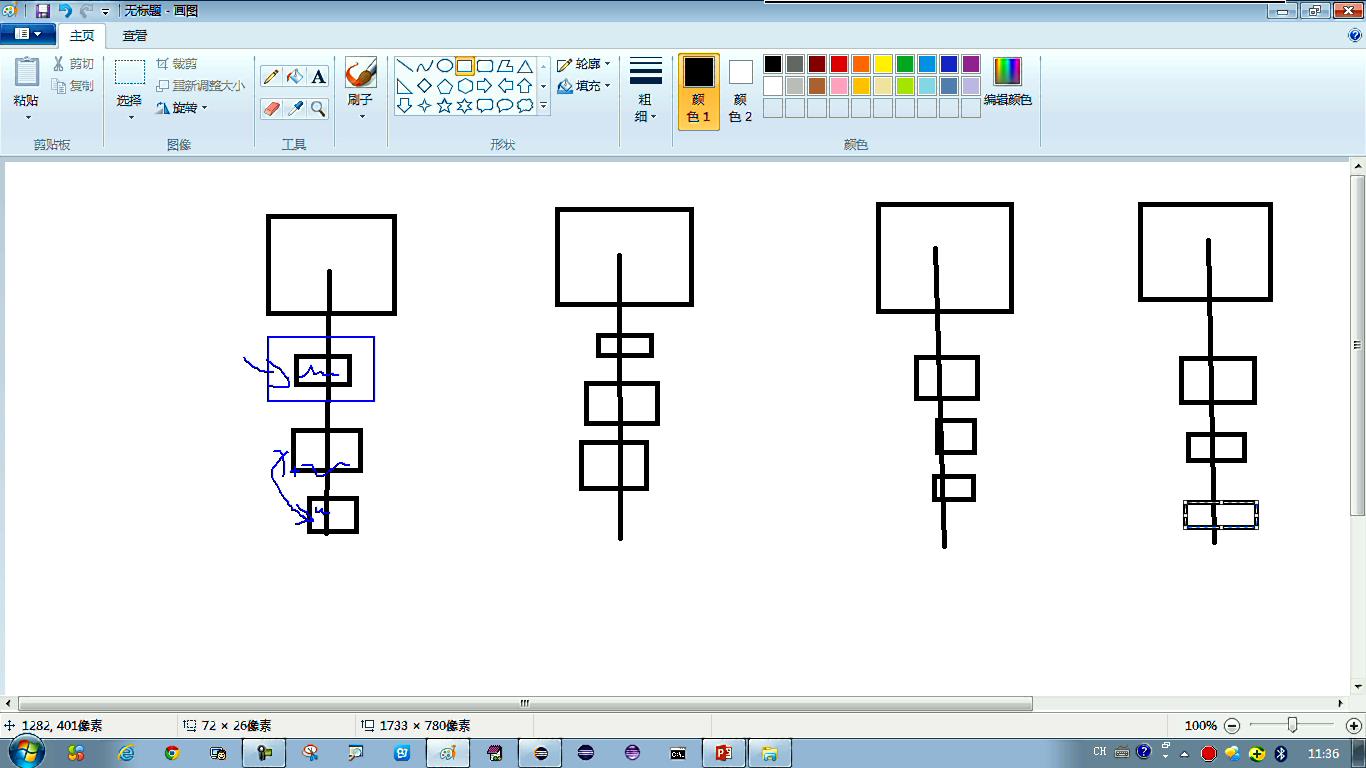 无标题 - 画图
主页 查看
剪切
复制
粘贴
剪贴板
裁剪
重新调整大小
旋转
选择
图像
A
工具
刷子
轮廓
填充
形状
粗
细
颜
色 1
颜
色 2
编辑颜色
颜色
1282, 401像素
72 × 26像素
1733 × 780像素
100%
CH
11:36